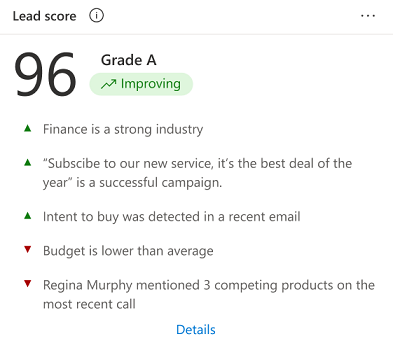 Lead score
96
Grade A
Improving
Finance is a strong industry
“Subscibe to our new service, it’s the best deal of the
year” is a successful campaign.
Intent to buy was detected in a recent email
Budget is lower than average
Regina Murphy mentioned 3 competing products on the
most recent call
Details